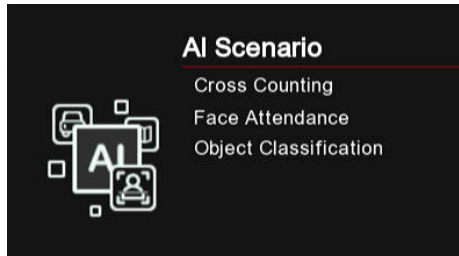 AI Scenario
Cross Counting
Face Attendance
Object Classification
AI